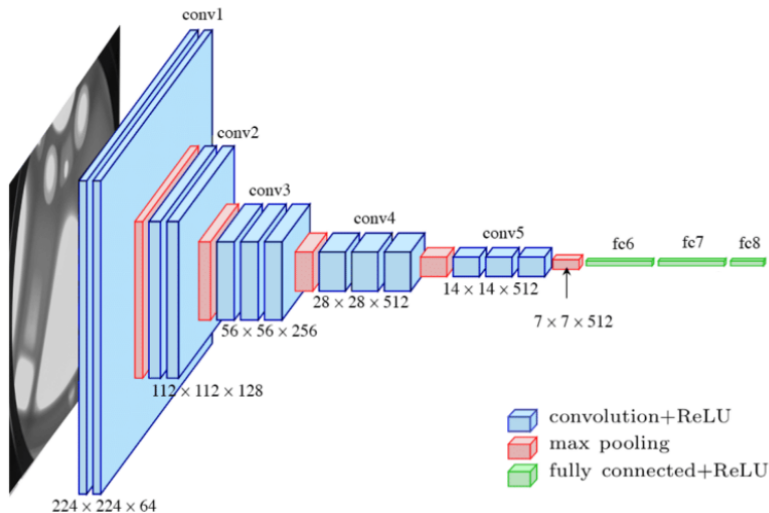 conv1
conv2
conv3
conv4
conv5
fc6
fc7
fc8
224 × 224 × 64
112 × 112 × 128
56 × 56 × 256
28 × 28 × 512
14 × 14 × 512
7 × 7 × 512
convolution+ReLU
max pooling
fully connected+ReLU